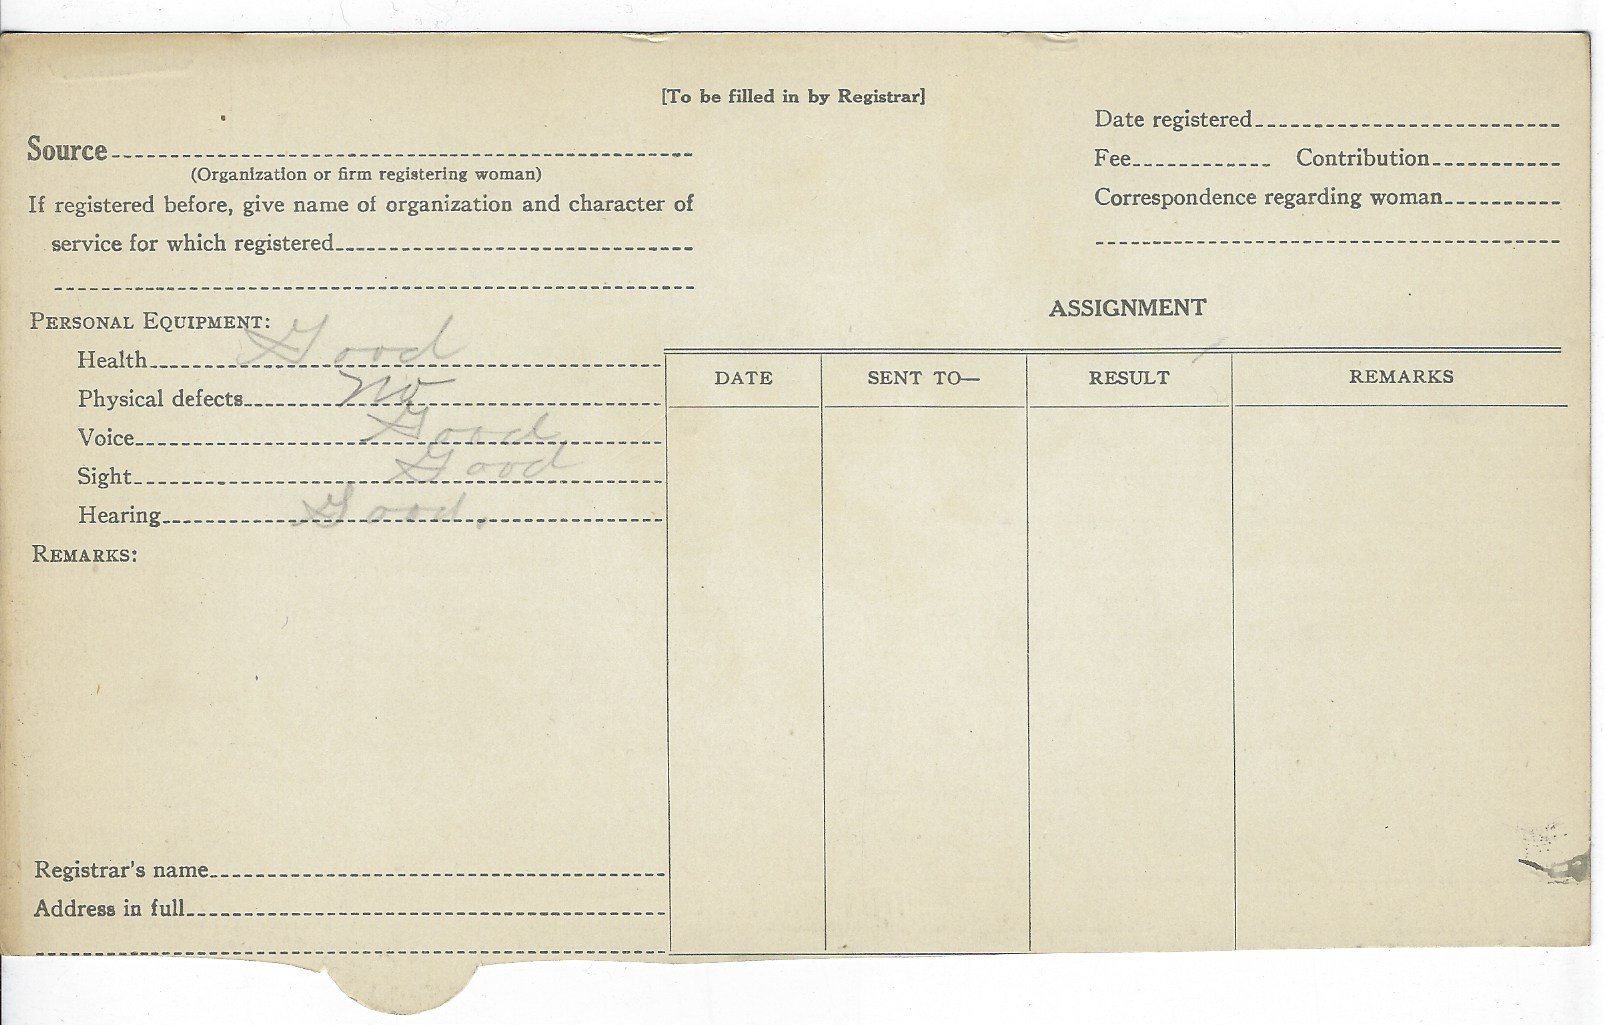 [To be filled in by Registrar]
Source
(Organization or firm registering woman)
If registered before, give name of organization and character of
service for which registered
Date registered
Fee Contribution
Correspondence regarding woman
PERSONAL EQUIPMENT:
Health Good
Physical defects No
Voice Good
Sight Good
Hearing Good.
REMARKS:
Registrar's name
Address in full
ASSIGNMENT
DATE SENT TO— RESULT REMARKS